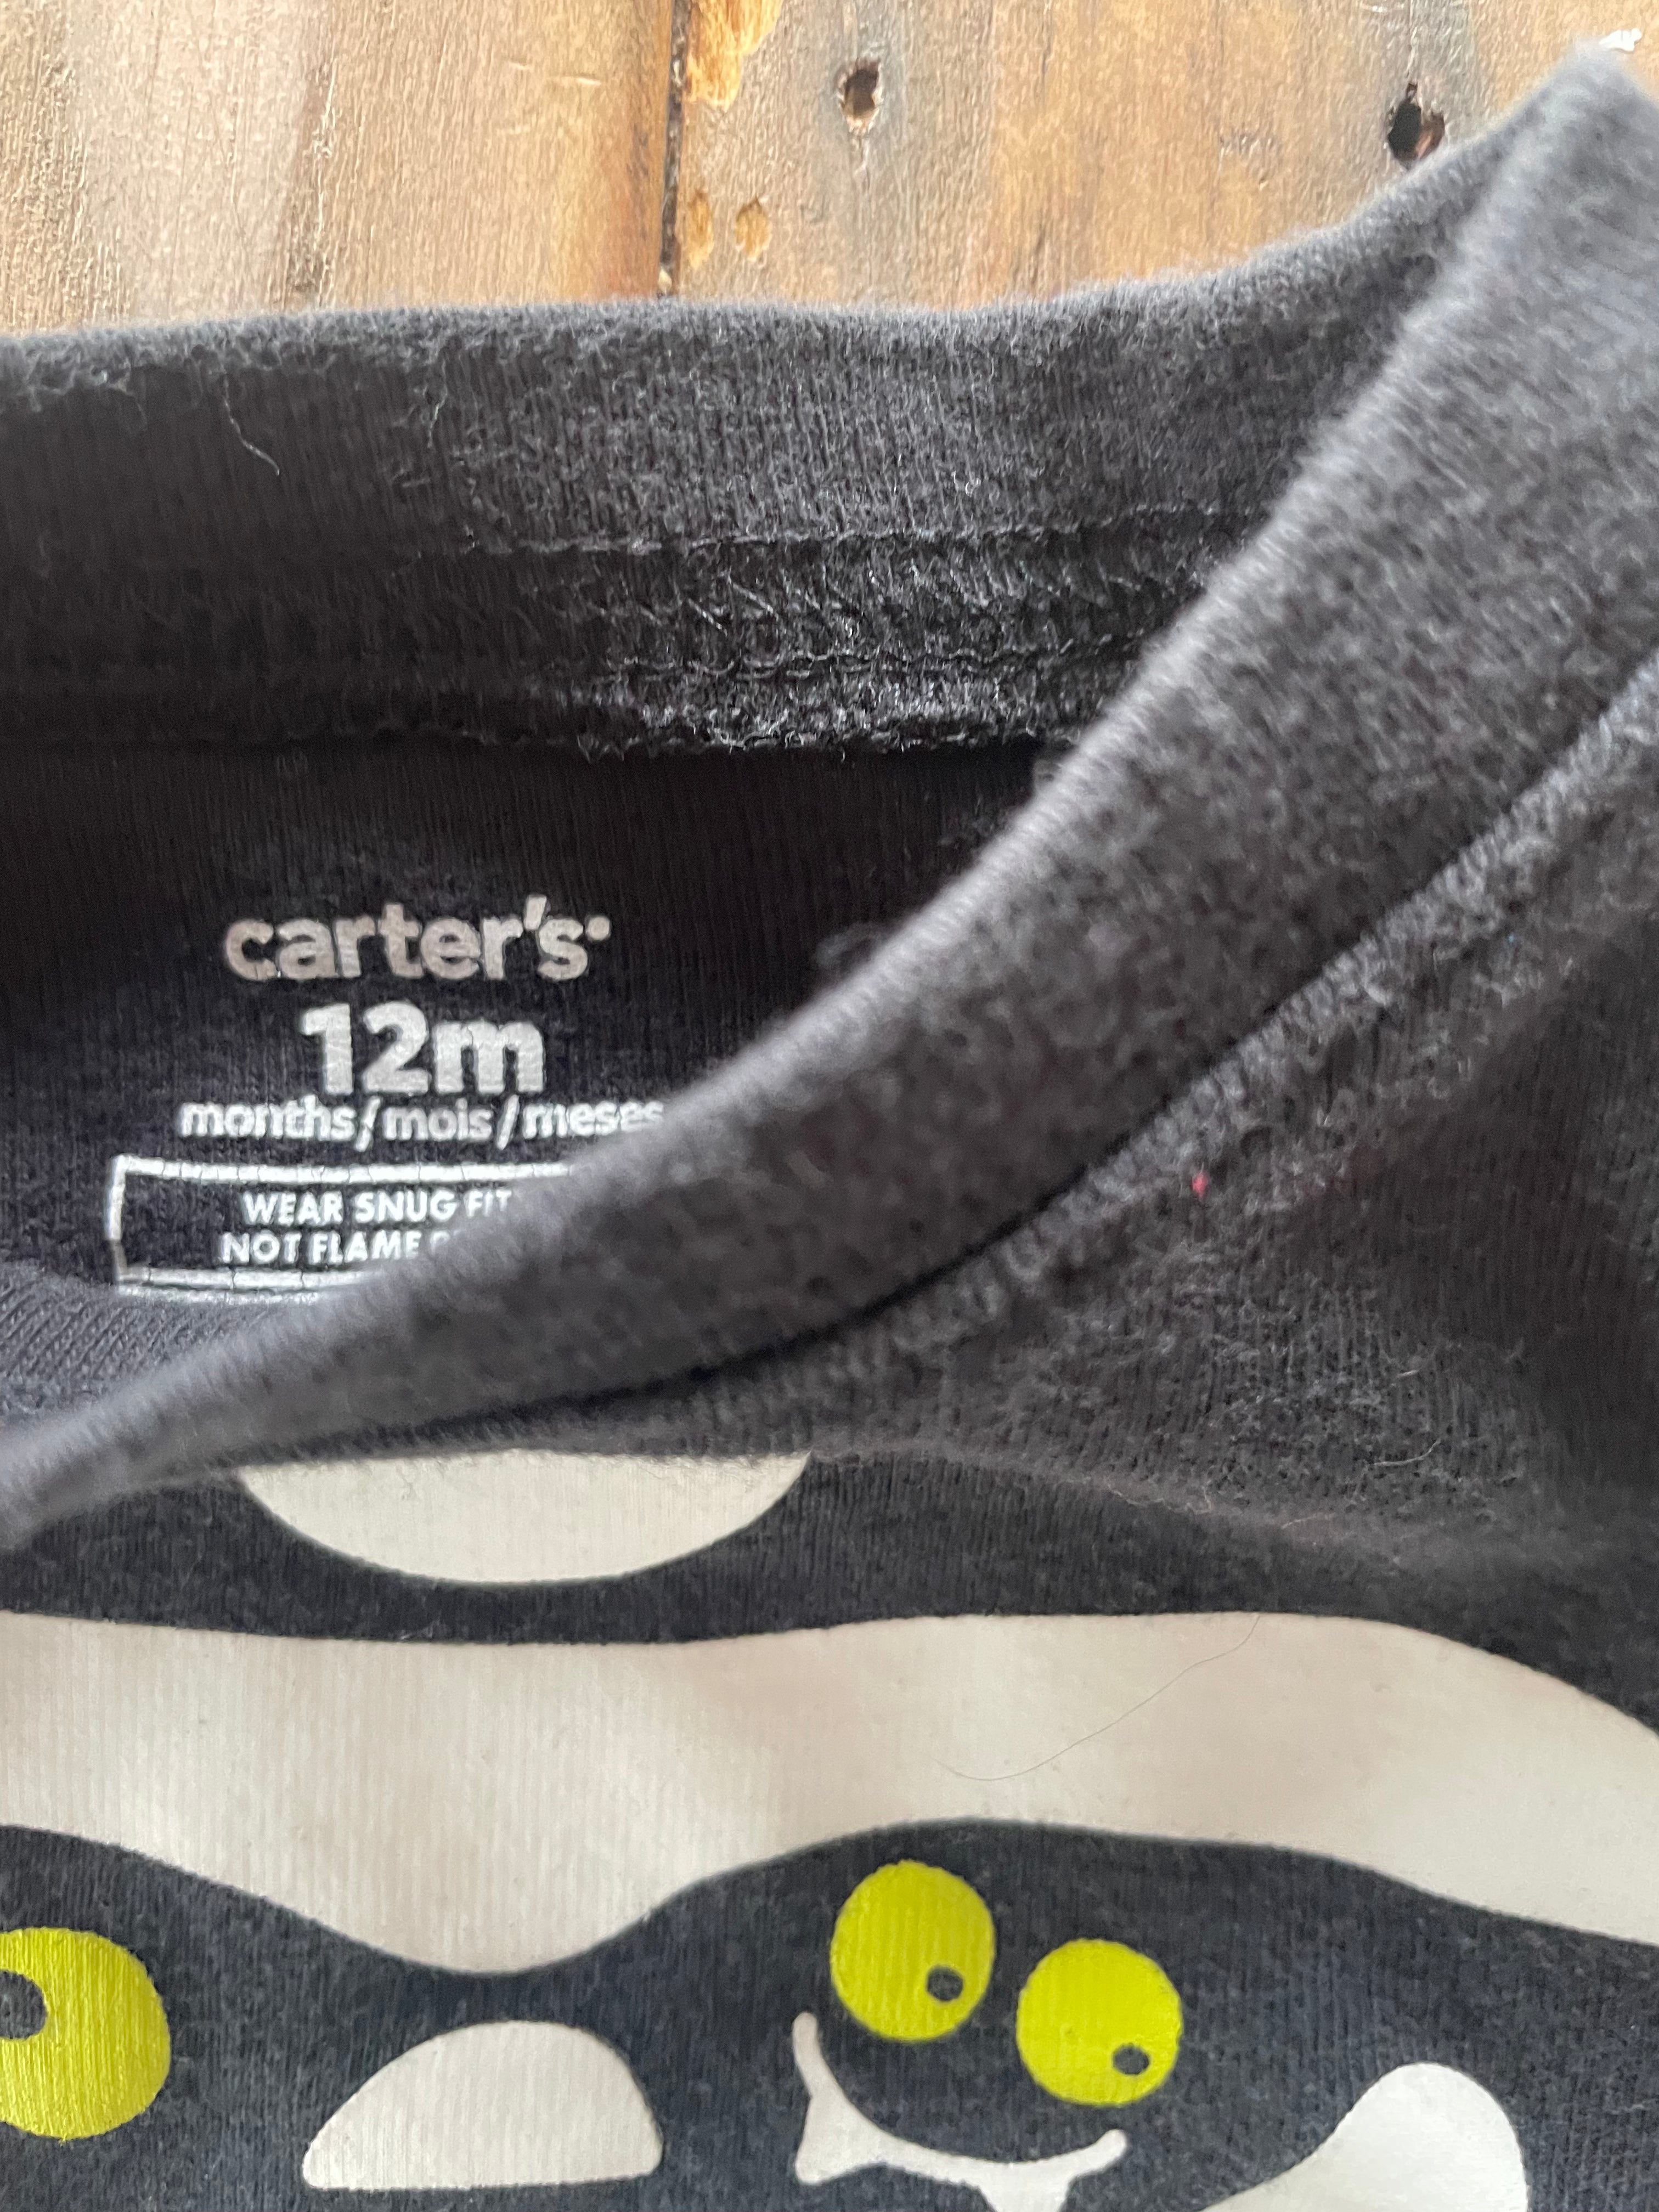 carter's
12m
months/mois/meses
WEAR SNUG FIT
NOT FLAME